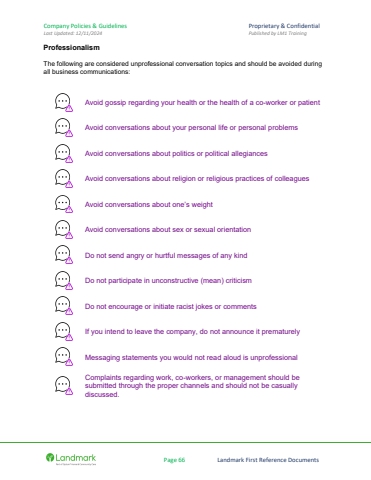 Company Policies & Guidelines
Proprietary & Confidential
Last Updated: 12/11/2024
Published by LMS Training
Professionalism
The following are considered unprofessional conversation topics and should be avoided during
all business communications:
Avoid gossip regarding your health or the health of a co-worker or patient
Avoid conversations about your personal life or personal problems
Avoid conversations about politics or political allegiances
Avoid conversations about religion or religious practices of colleagues
Avoid conversations about one's weight
Avoid conversations about sex or sexual orientation
Do not send angry or hurtful messages of any kind
Do not participate in unconstructive (mean) criticism
Do not encourage or initiate racist jokes or comments
If you intend to leave the company, do not announce it prematurely
Messaging statements you would not read aloud is unprofessional
Complaints regarding work, co-workers, or management should be
submitted through the proper channels and should not be casually
discussed.
Landmark
Page 66
Landmark First Reference Documents